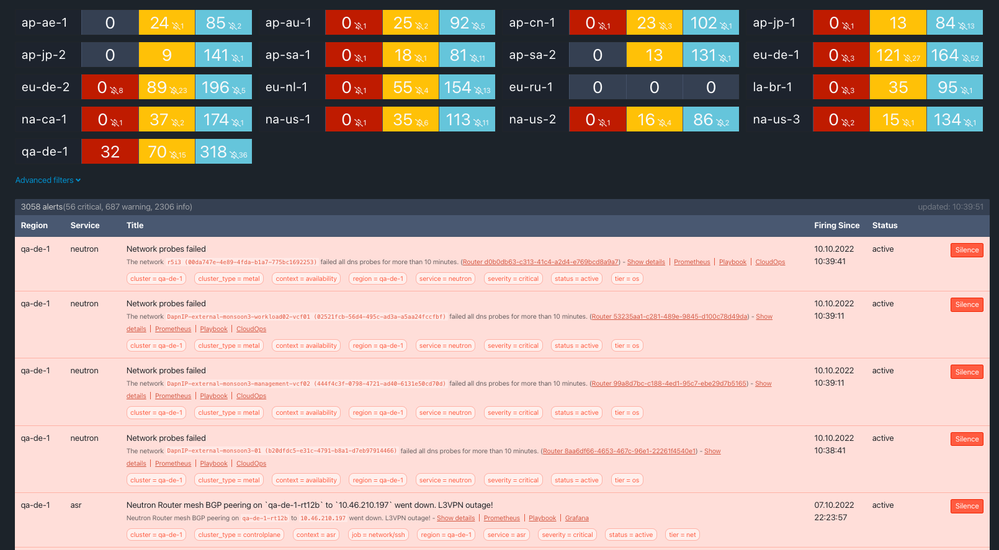 ap-ae-1 0 24 1 85 2 ap-au-1 0 1 25 2 92 5 ap-cn-1 0 1 23 3 102 1 ap-jp-1 0 1 13 84 13
ap-jp-2 0 9 141 1 ap-sa-1 0 1 18 1 81 11 ap-sa-2 0 13 131 1 eu-de-1 0 3 121 27 164 52
eu-de-2 0 8 89 23 196 5 eu-nl-1 0 1 55 4 154 13 eu-ru-1 0 0 0 la-br-1 0 3 35 95 1
na-ca-1 0 1 37 2 174 1 na-us-1 0 1 35 6 113 11 na-us-2 0 1 16 4 86 2 na-us-3 0 2 15 1 134 1
qa-de-1 32 70 15 318 36
Advanced filters
3058 alerts(56 critical, 687 warning, 2306 info) updated: 10:39:51
Region Service Title Firing Since Status
qa-de-1 neutron Network probes failed 10.10.2022 active Silence
The network r5i3 (00da747e-4e89-4fda-b1a7-775bc1692253) failed all dns probes for more than 10 minutes. (Router d0b0db63-c313-41c4-a2d4-e769bcd8a9a7) - Show details | Prometheus | Playbook | CloudOps 10:39:41
cluster = qa-de-1 cluster_type = metal context = availability region = qa-de-1 service = neutron severity = critical status = active tier = os
qa-de-1 neutron Network probes failed 10.10.2022 active Silence
The network DapnIP-external-monsoon3-workload02-vcf01 (02521fcb-56d4-495c-ad3a-a5aa24fccfbf) failed all dns probes for more than 10 minutes. (Router 53235aa1-c281-489e-9845-d100c78d49da) - Show 10:39:11
details | Prometheus | Playbook | CloudOps
cluster = qa-de-1 cluster_type = metal context = availability region = qa-de-1 service = neutron severity = critical status = active tier = os
qa-de-1 neutron Network probes failed 10.10.2022 active Silence
The network DapnIP-external-monsoon3-management-vcf02 (444f4c3f-0798-4721-ad40-6131e50cd70d) failed all dns probes for more than 10 minutes. (Router 99a8d7bc-c188-4ed1-95c7-ebe29d7b5165) - Show 10:39:11
details | Prometheus | Playbook | CloudOps
cluster = qa-de-1 cluster_type = metal context = availability region = qa-de-1 service = neutron severity = critical status = active tier = os
qa-de-1 neutron Network probes failed 10.10.2022 active Silence
The network DapnIP-external-monsoon3-01 (b20dfdc5-e31c-4791-b8a1-d7eb97914466) failed all dns probes for more than 10 minutes. (Router 8aa6df66-4653-467c-96e1-22261f4540e1) - Show 10:38:41
details | Prometheus | Playbook | CloudOps
cluster = qa-de-1 cluster_type = metal context = availability region = qa-de-1 service = neutron severity = critical status = active tier = os
qa-de-1 asr Neutron Router mesh BGP peering on `qa-de-1-rt12b` to `10.46.210.197` went down. L3VPN outage! 07.10.2022 active Silence
Neutron Router mesh BGP peering on qa-de-1-rt12b to 10.46.210.197 went down. L3VPN outage! - Show details | Prometheus | Playbook | Grafana 22:23:57
cluster = qa-de-1 cluster_type = controlplane context = asr job = network/ssh region = qa-de-1 service = asr severity = critical status = active tier = net